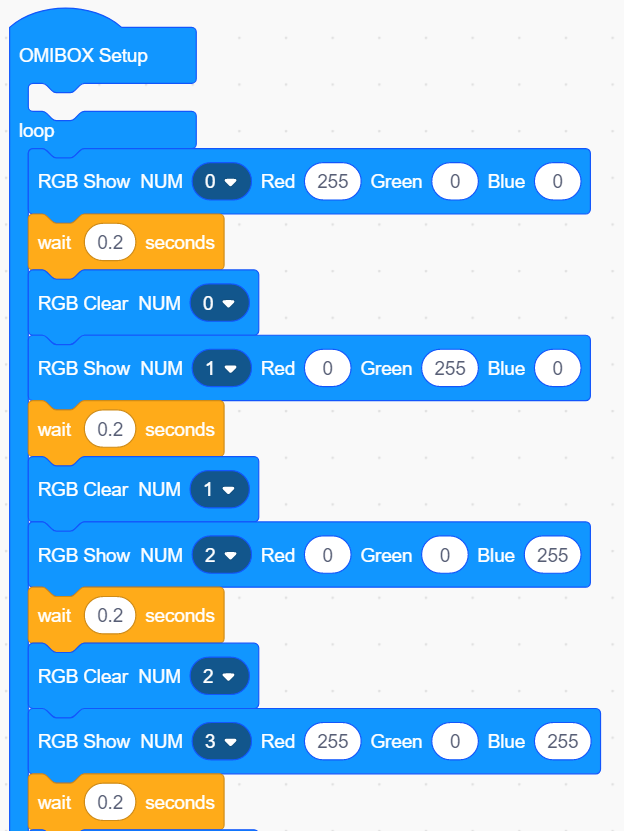 OMIBOX Setup
loop
RGB Show NUM 0 Red 255 Green 0 Blue 0
wait 0.2 seconds
RGB Clear NUM 0
RGB Show NUM 1 Red 0 Green 255 Blue 0
wait 0.2 seconds
RGB Clear NUM 1
RGB Show NUM 2 Red 0 Green 0 Blue 255
wait 0.2 seconds
RGB Clear NUM 2
RGB Show NUM 3 Red 255 Green 0 Blue 255
wait 0.2 seconds